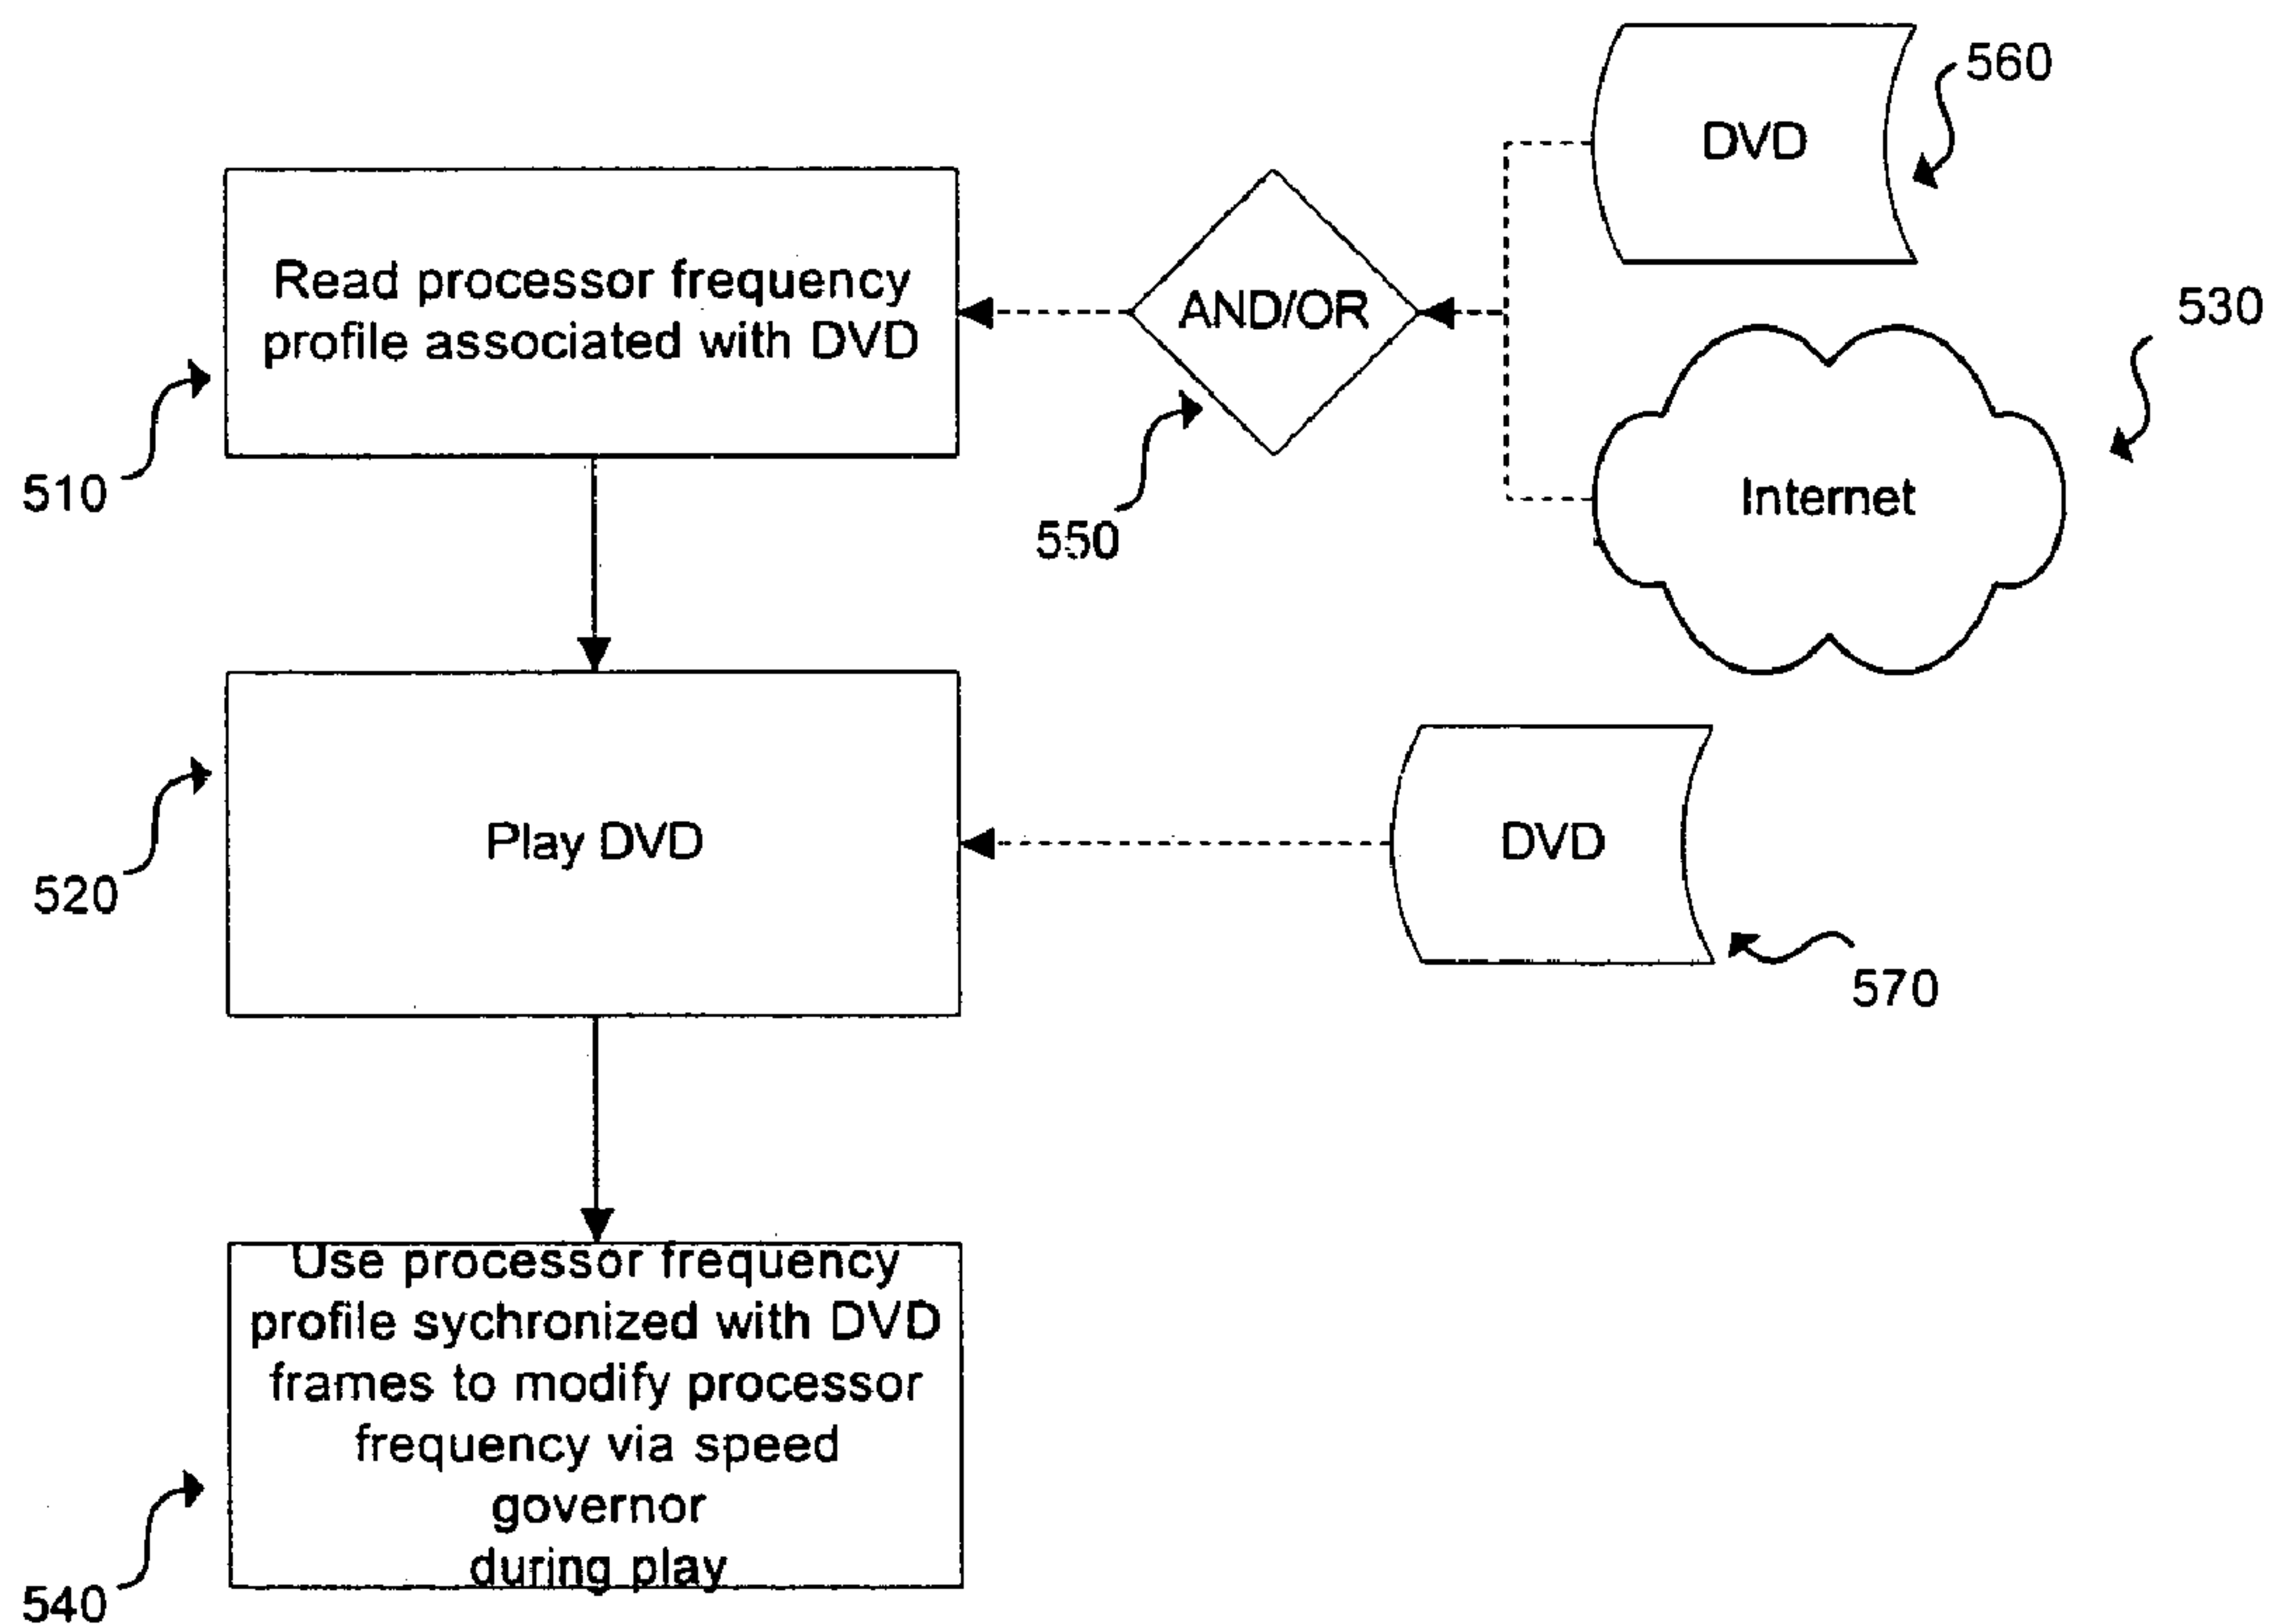 DVD
560
Read processor frequency
profile associated with DVD
AND/OR
530
510
550
Internet
Play DVD
520
DVD
570
Use processor frequency
profile sychronized with DVD
frames to modify processor
frequency via speed
governor
during play
540